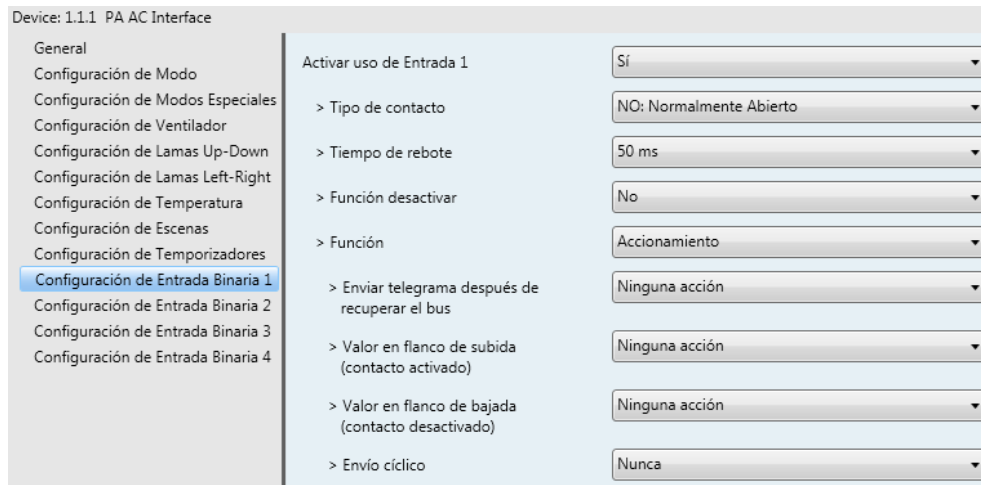 Device: 1.1.1 PA AC Interface
General
Configuración de Modo
Configuración de Modos Especiales
Configuración de Ventilador
Configuración de Lamas Up-Down
Configuración de Lamas Left-Right
Configuración de Temperatura
Configuración de Escenas
Configuración de Temporizadores
Configuración de Entrada Binaria 1
Configuración de Entrada Binaria 2
Configuración de Entrada Binaria 3
Configuración de Entrada Binaria 4
Activar uso de Entrada 1 Sí
> Tipo de contacto NO: Normalmente Abierto
> Tiempo de rebote 50 ms
> Función desactivar No
> Función Accionamiento
> Enviar telegrama después de Ninguna acción
recuperar el bus
> Valor en flanco de subida Ninguna acción
(contacto activado)
> Valor en flanco de bajada Ninguna acción
(contacto desactivado)
> Envío cíclico Nunca